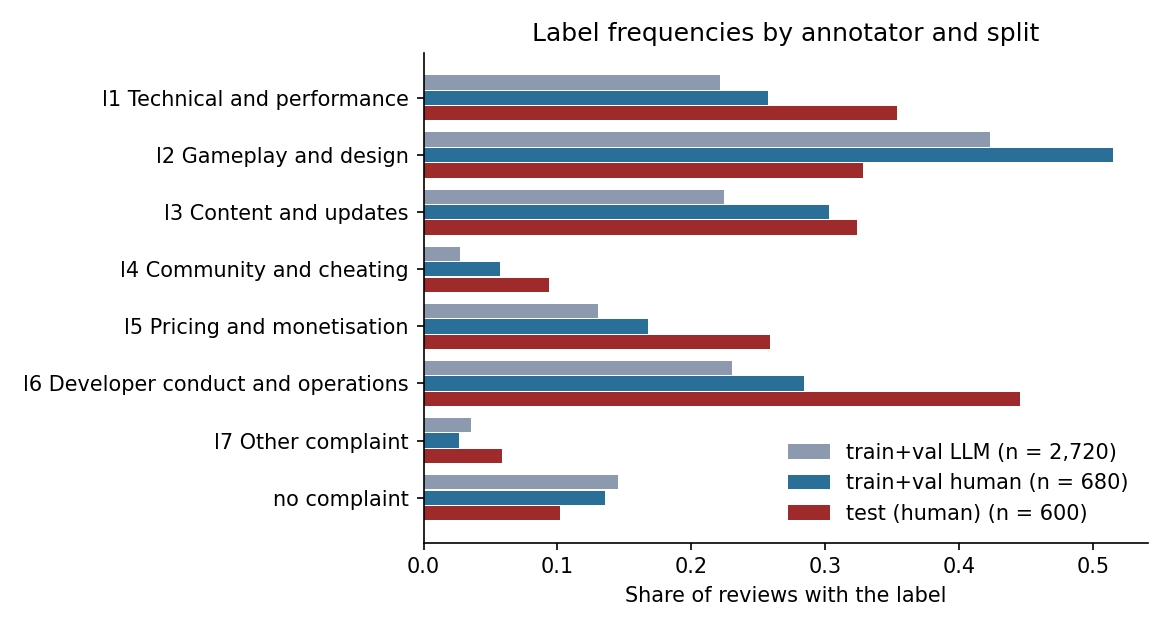 Label frequencies by annotator and split
I1 Technical and performance
I2 Gameplay and design
I3 Content and updates
I4 Community and cheating
I5 Pricing and monetisation
I6 Developer conduct and operations
I7 Other complaint
no complaint
train+val LLM (n = 2,720)
train+val human (n = 680)
test (human) (n = 600)
0.0 0.1 0.2 0.3 0.4 0.5
Share of reviews with the label